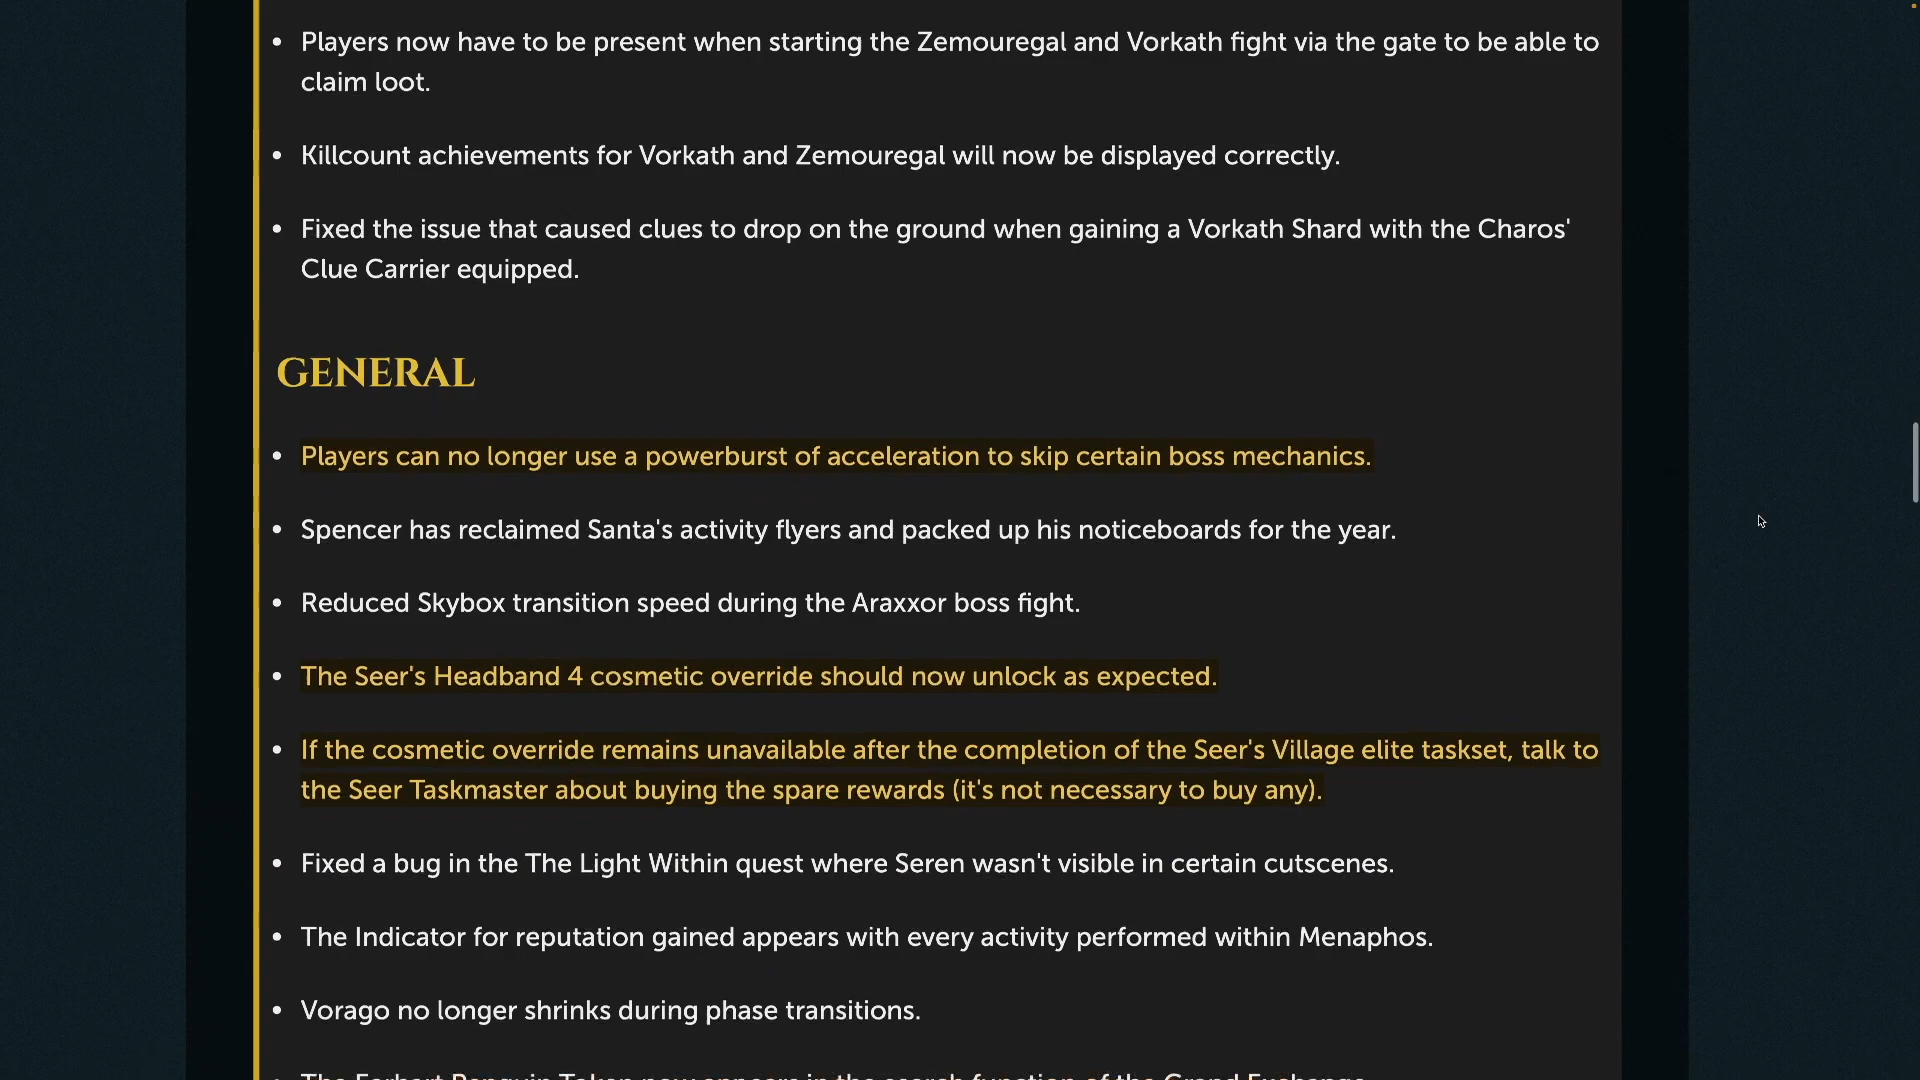 • Players now have to be present when starting the Zemouregal and Vorkath fight via the gate to be able to
claim loot.
• Killcount achievements for Vorkath and Zemouregal will now be displayed correctly.
• Fixed the issue that caused clues to drop on the ground when gaining a Vorkath Shard with the Charos'
Clue Carrier equipped.
GENERAL
• Players can no longer use a powerburst of acceleration to skip certain boss mechanics.
• Spencer has reclaimed Santa's activity flyers and packed up his noticeboards for the year.
• Reduced Skybox transition speed during the Araxxor boss fight.
• The Seer's Headband 4 cosmetic override should now unlock as expected.
• If the cosmetic override remains unavailable after the completion of the Seer's Village elite taskset, talk to
the Seer Taskmaster about buying the spare rewards (it's not necessary to buy any).
• Fixed a bug in the The Light Within quest where Seren wasn't visible in certain cutscenes.
• The Indicator for reputation gained appears with every activity performed within Menaphos.
• Vorago no longer shrinks during phase transitions.